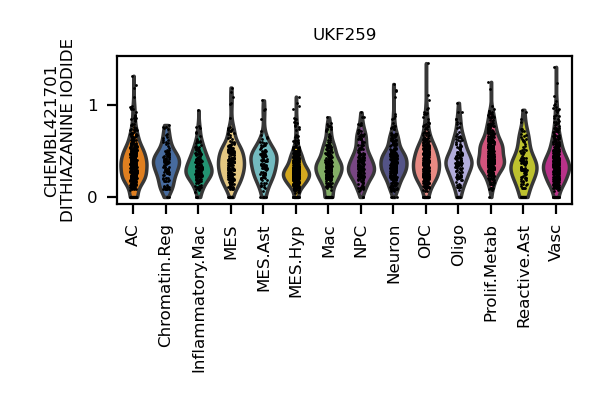 UKF259
CHEMBL421701
DITHIAZANINE IODIDE
1
0
AC
Chromatin.Reg
Inflammatory.Mac
MES
MES.Ast
MES.Hyp
Mac
NPC
Neuron
OPC
Oligo
Prolif.Metab
Reactive.Ast
Vasc